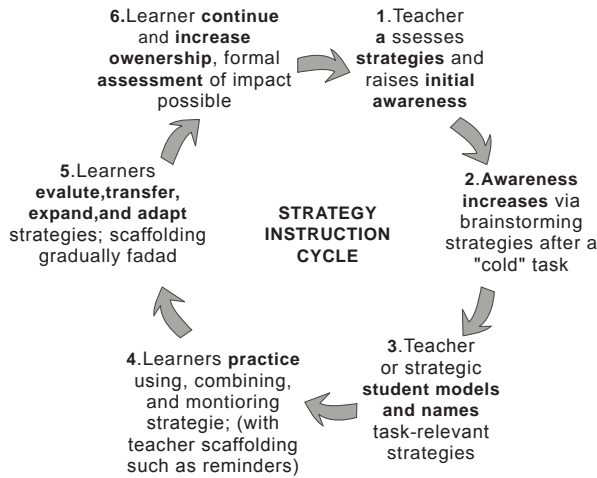 1.Teacher
a ssesses
strategies and
raises initial
awareness
2.Awareness
increases via
brainstorming
strategies after a
"cold" task
3.Teacher
or strategic
student models
and names
task-relevant
strategies
4.Learners practice
using, combining,
and montioring
strategie; (with
teacher scaffolding
such as reminders)
5.Learners
evalute,transfer,
expand,and adapt
strategies; scaffolding
gradually fadad
6.Learner continue
and increase
owenership, formal
assessment of impact
possible
STRATEGY
INSTRUCTION
CYCLE